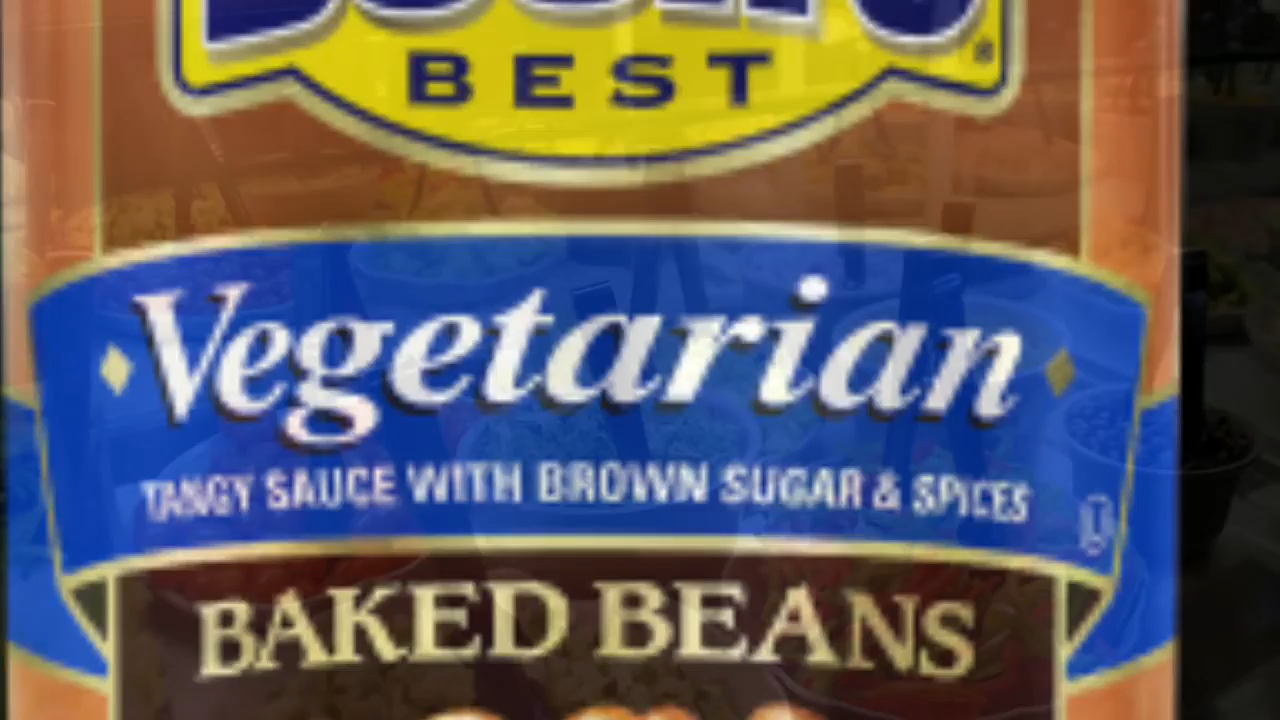 BEST
Vegetarian
TANGY SAUCE WITH BROWN SUGAR & SPICES
BAKED BEANS